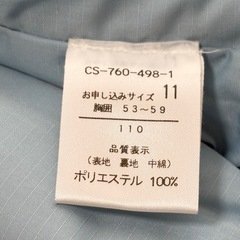 CS-760-498-1
お申し込みサイズ 11
胸囲 53～59
110
品質表示
(表地 裏地 中綿)
ポリエステル 100%